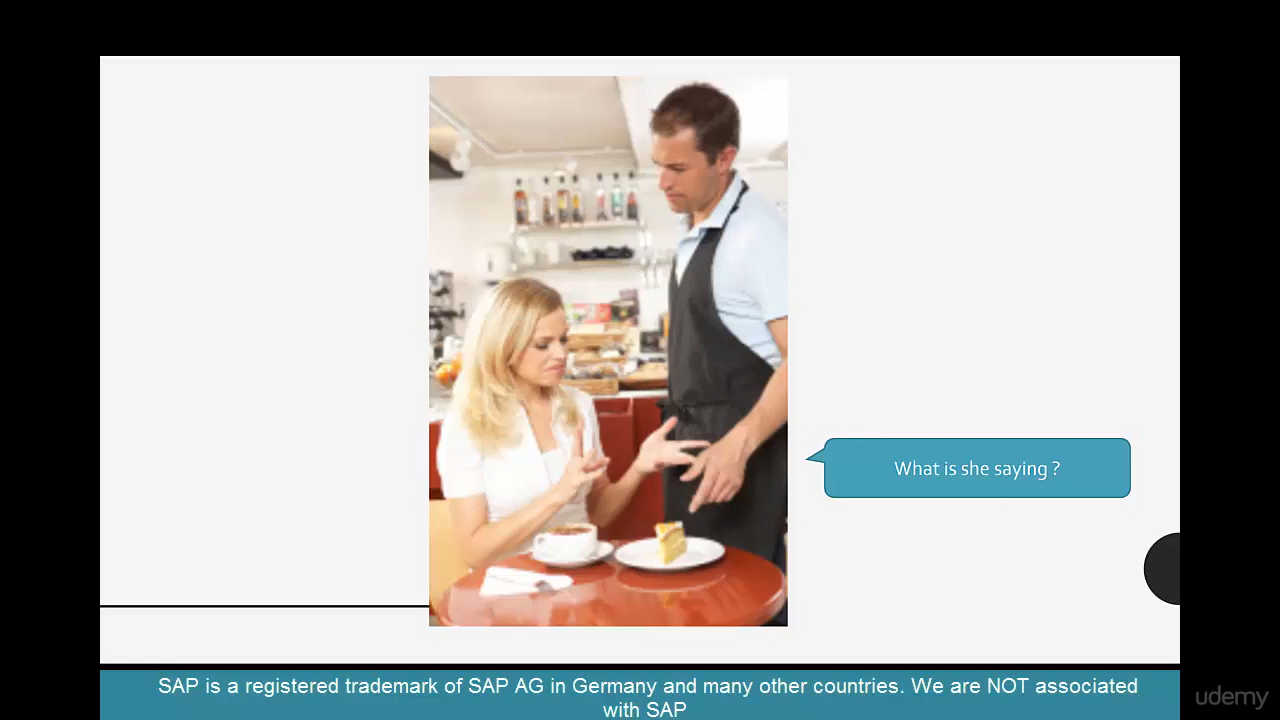 What is she saying ?
SAP is a registered trademark of SAP AG in Germany and many other countries. We are NOT associated
with SAP
udemy